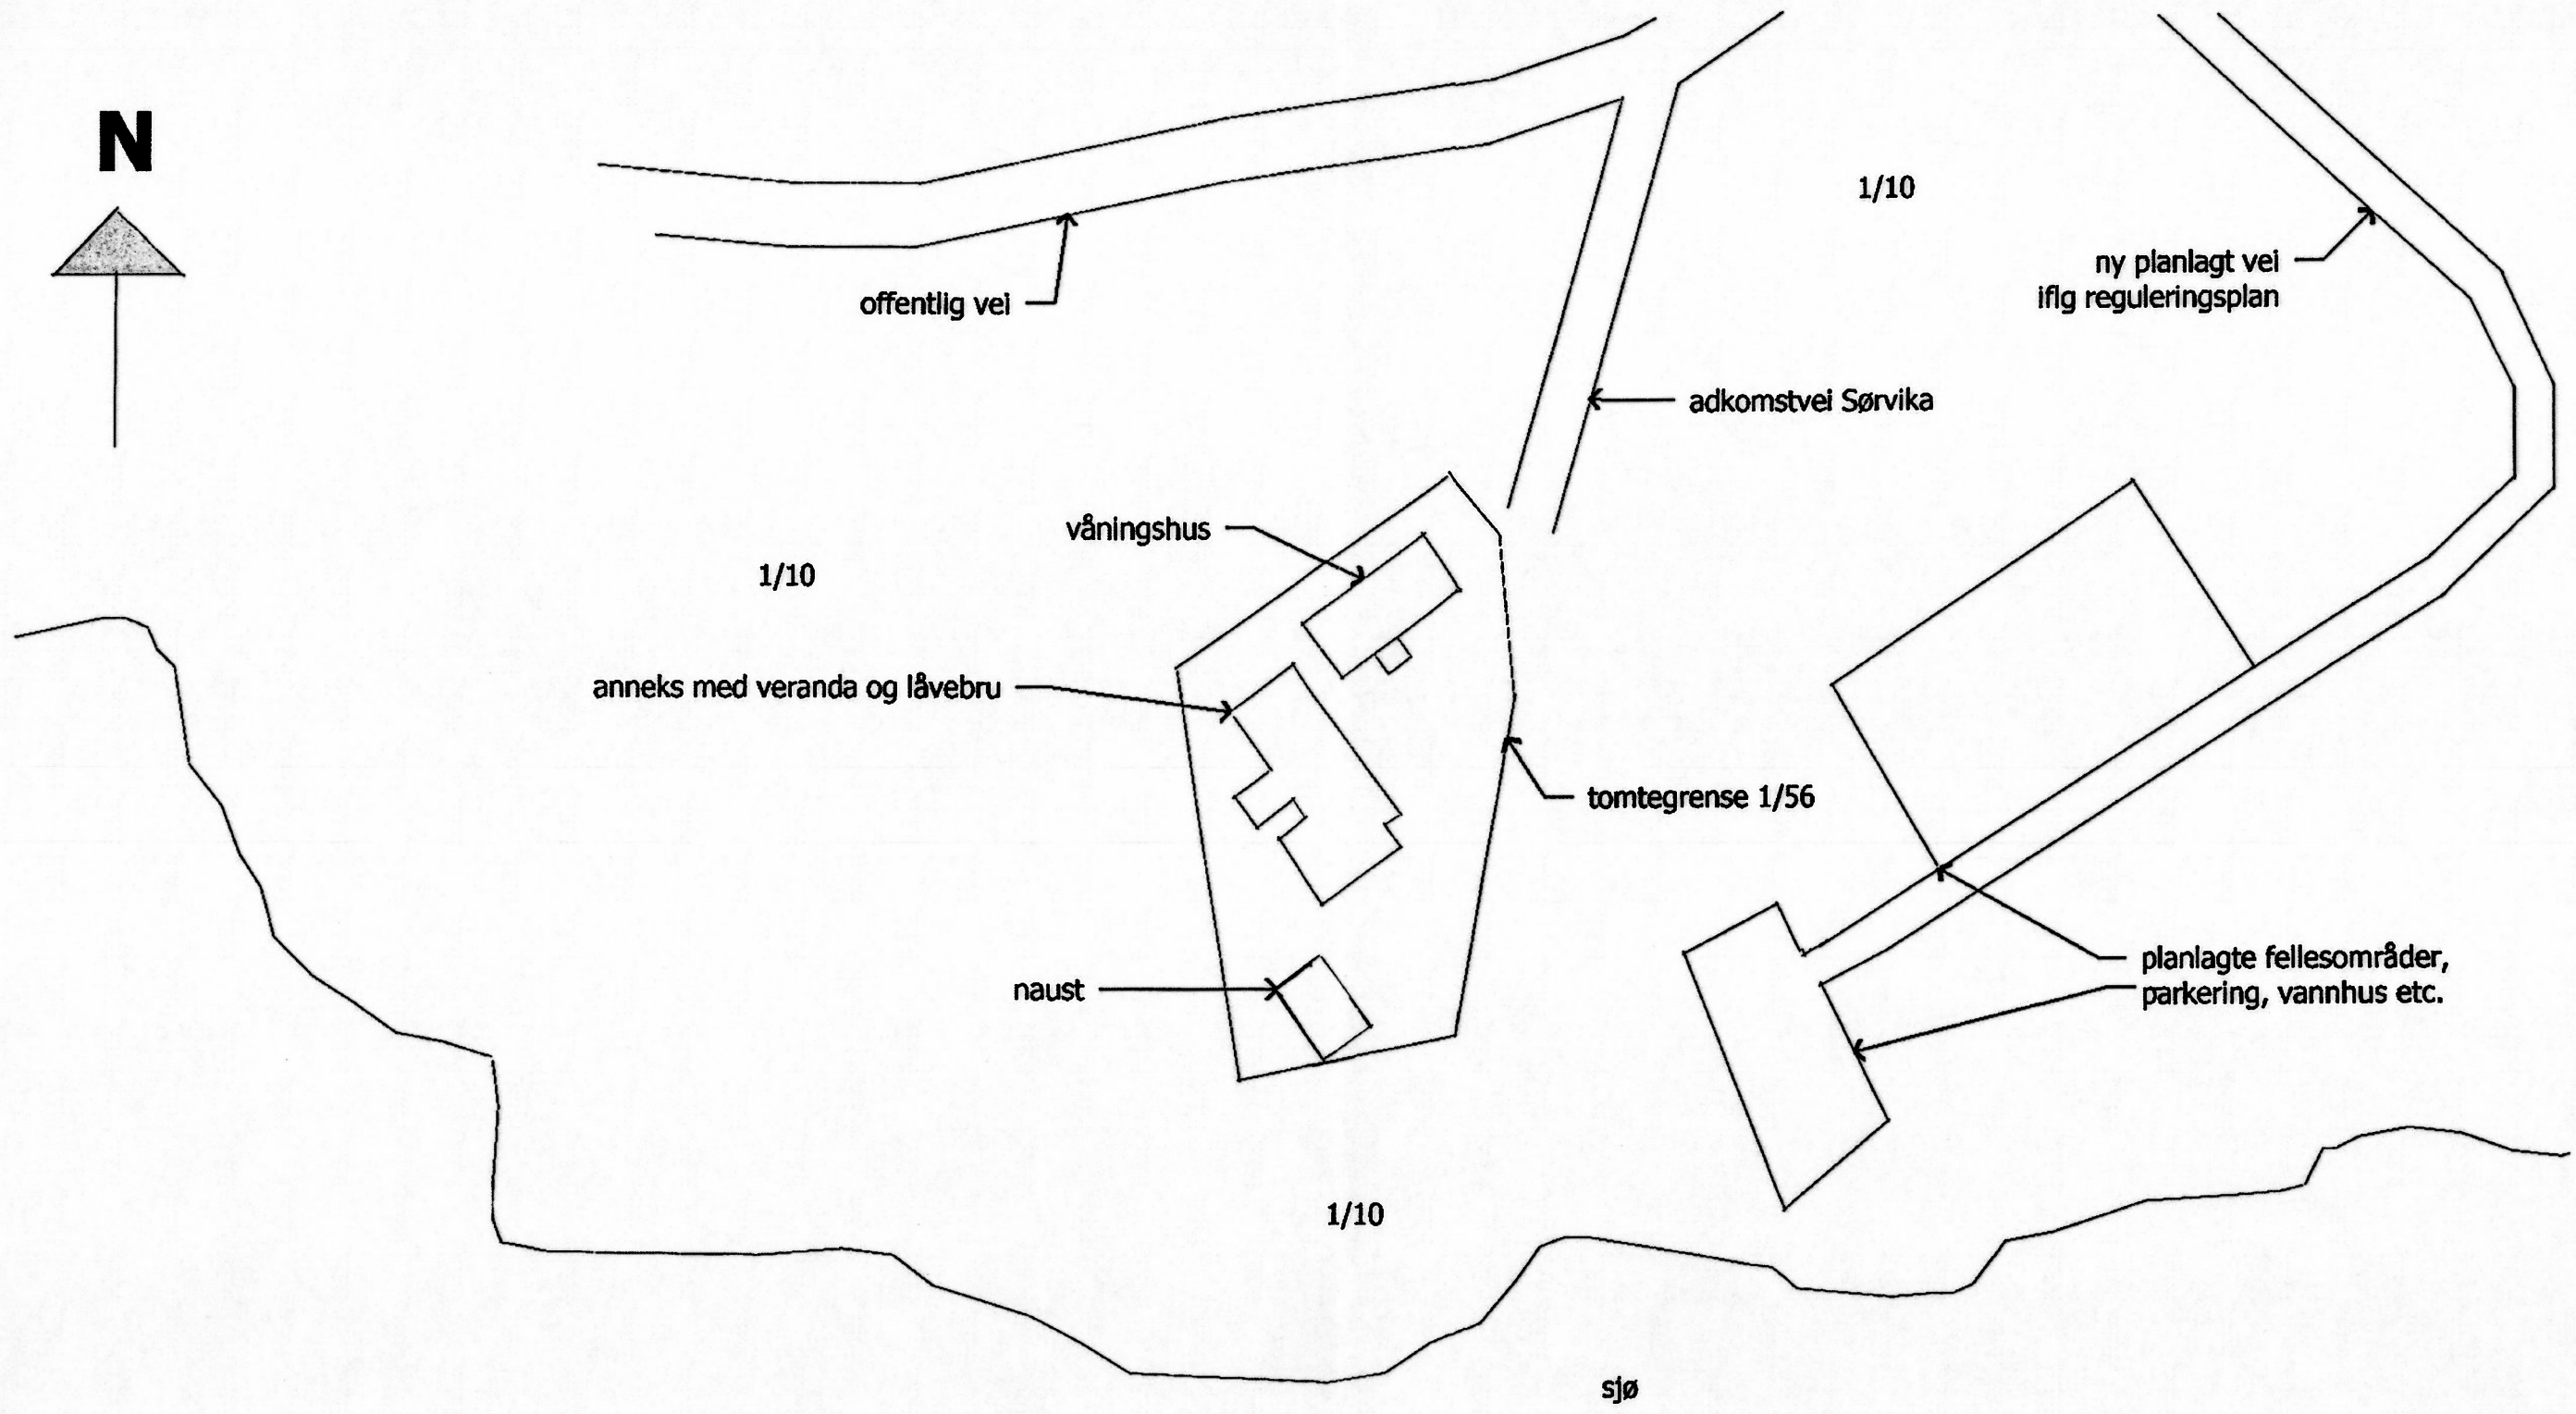 N
1/10
offentlig vei
ny planlagt vei
iflg reguleringsplan
adkomstvei Sørvika
våningshus
1/10
anneks med veranda og låvebru
tomtegrense 1/56
naust
planlagte fellesområder,
parkering, vannhus etc.
1/10
sjø